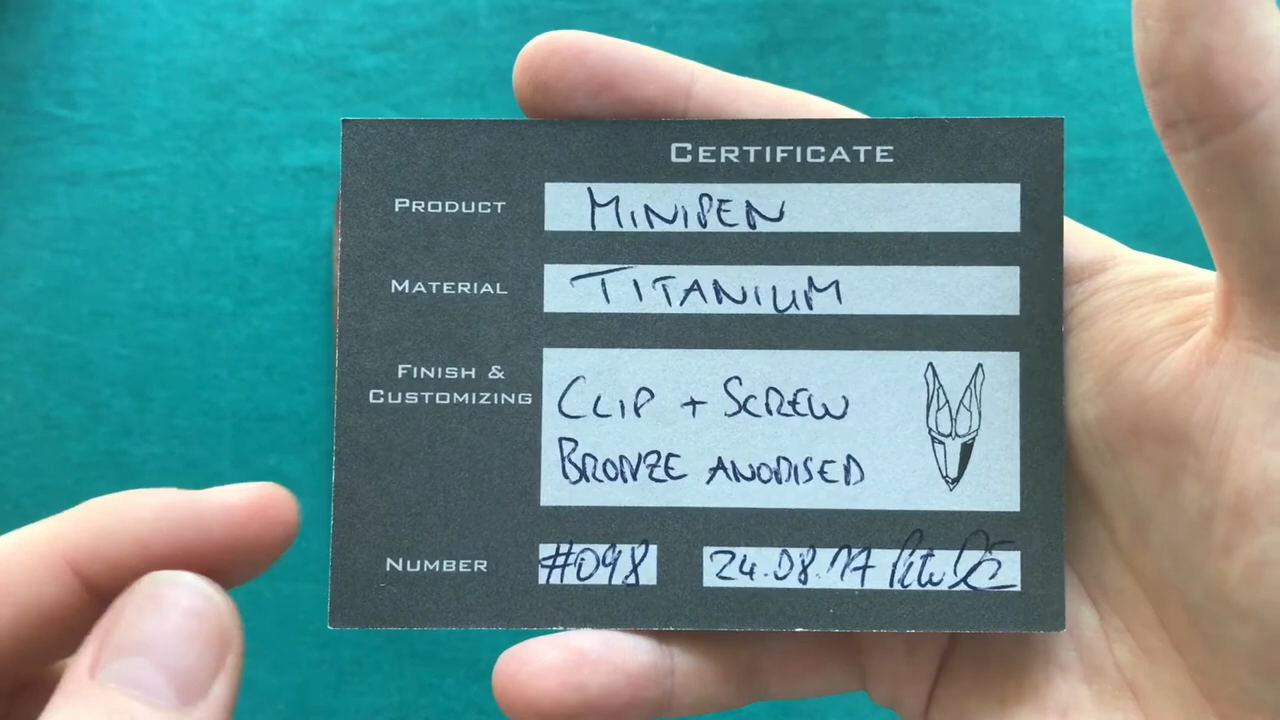 CERTIFICATE
PRODUCT MINIPEN
MATERIAL TITANIUM
FINISH &
CUSTOMIZING
CLIP + SCREW
BRONZE ANODISED
NUMBER #098 24.08.17